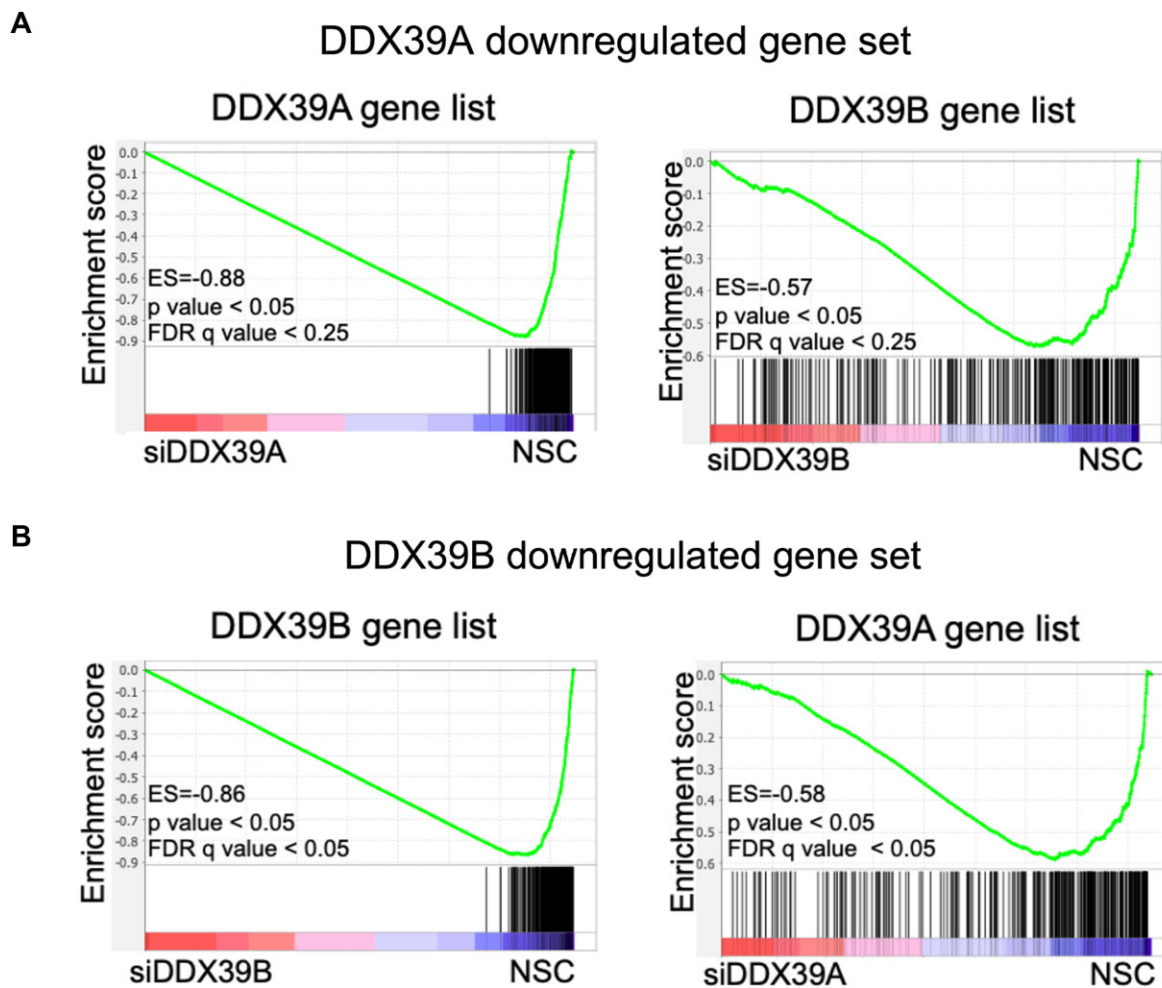 A
DDX39A downregulated gene set
DDX39A gene list
Enrichment score
0.0
-0.1
-0.2
-0.3
-0.4
-0.5
-0.6
-0.7
-0.8
-0.9
ES=-0.88
p value < 0.05
FDR q value < 0.25
siDDX39A NSC
DDX39B gene list
Enrichment score
0.0
0.1
0.2
0.3
0.4
0.5
0.6
ES=-0.57
p value < 0.05
FDR q value < 0.25
siDDX39B NSC
B
DDX39B downregulated gene set
DDX39B gene list
Enrichment score
0.0
-0.1
-0.2
-0.3
-0.4
-0.5
-0.6
-0.7
-0.8
-0.9
ES=-0.86
p value < 0.05
FDR q value < 0.05
siDDX39B NSC
DDX39A gene list
Enrichment score
0.0
0.1
0.2
0.3
0.4
0.5
0.6
ES=-0.58
p value < 0.05
FDR q value < 0.05
siDDX39A NSC